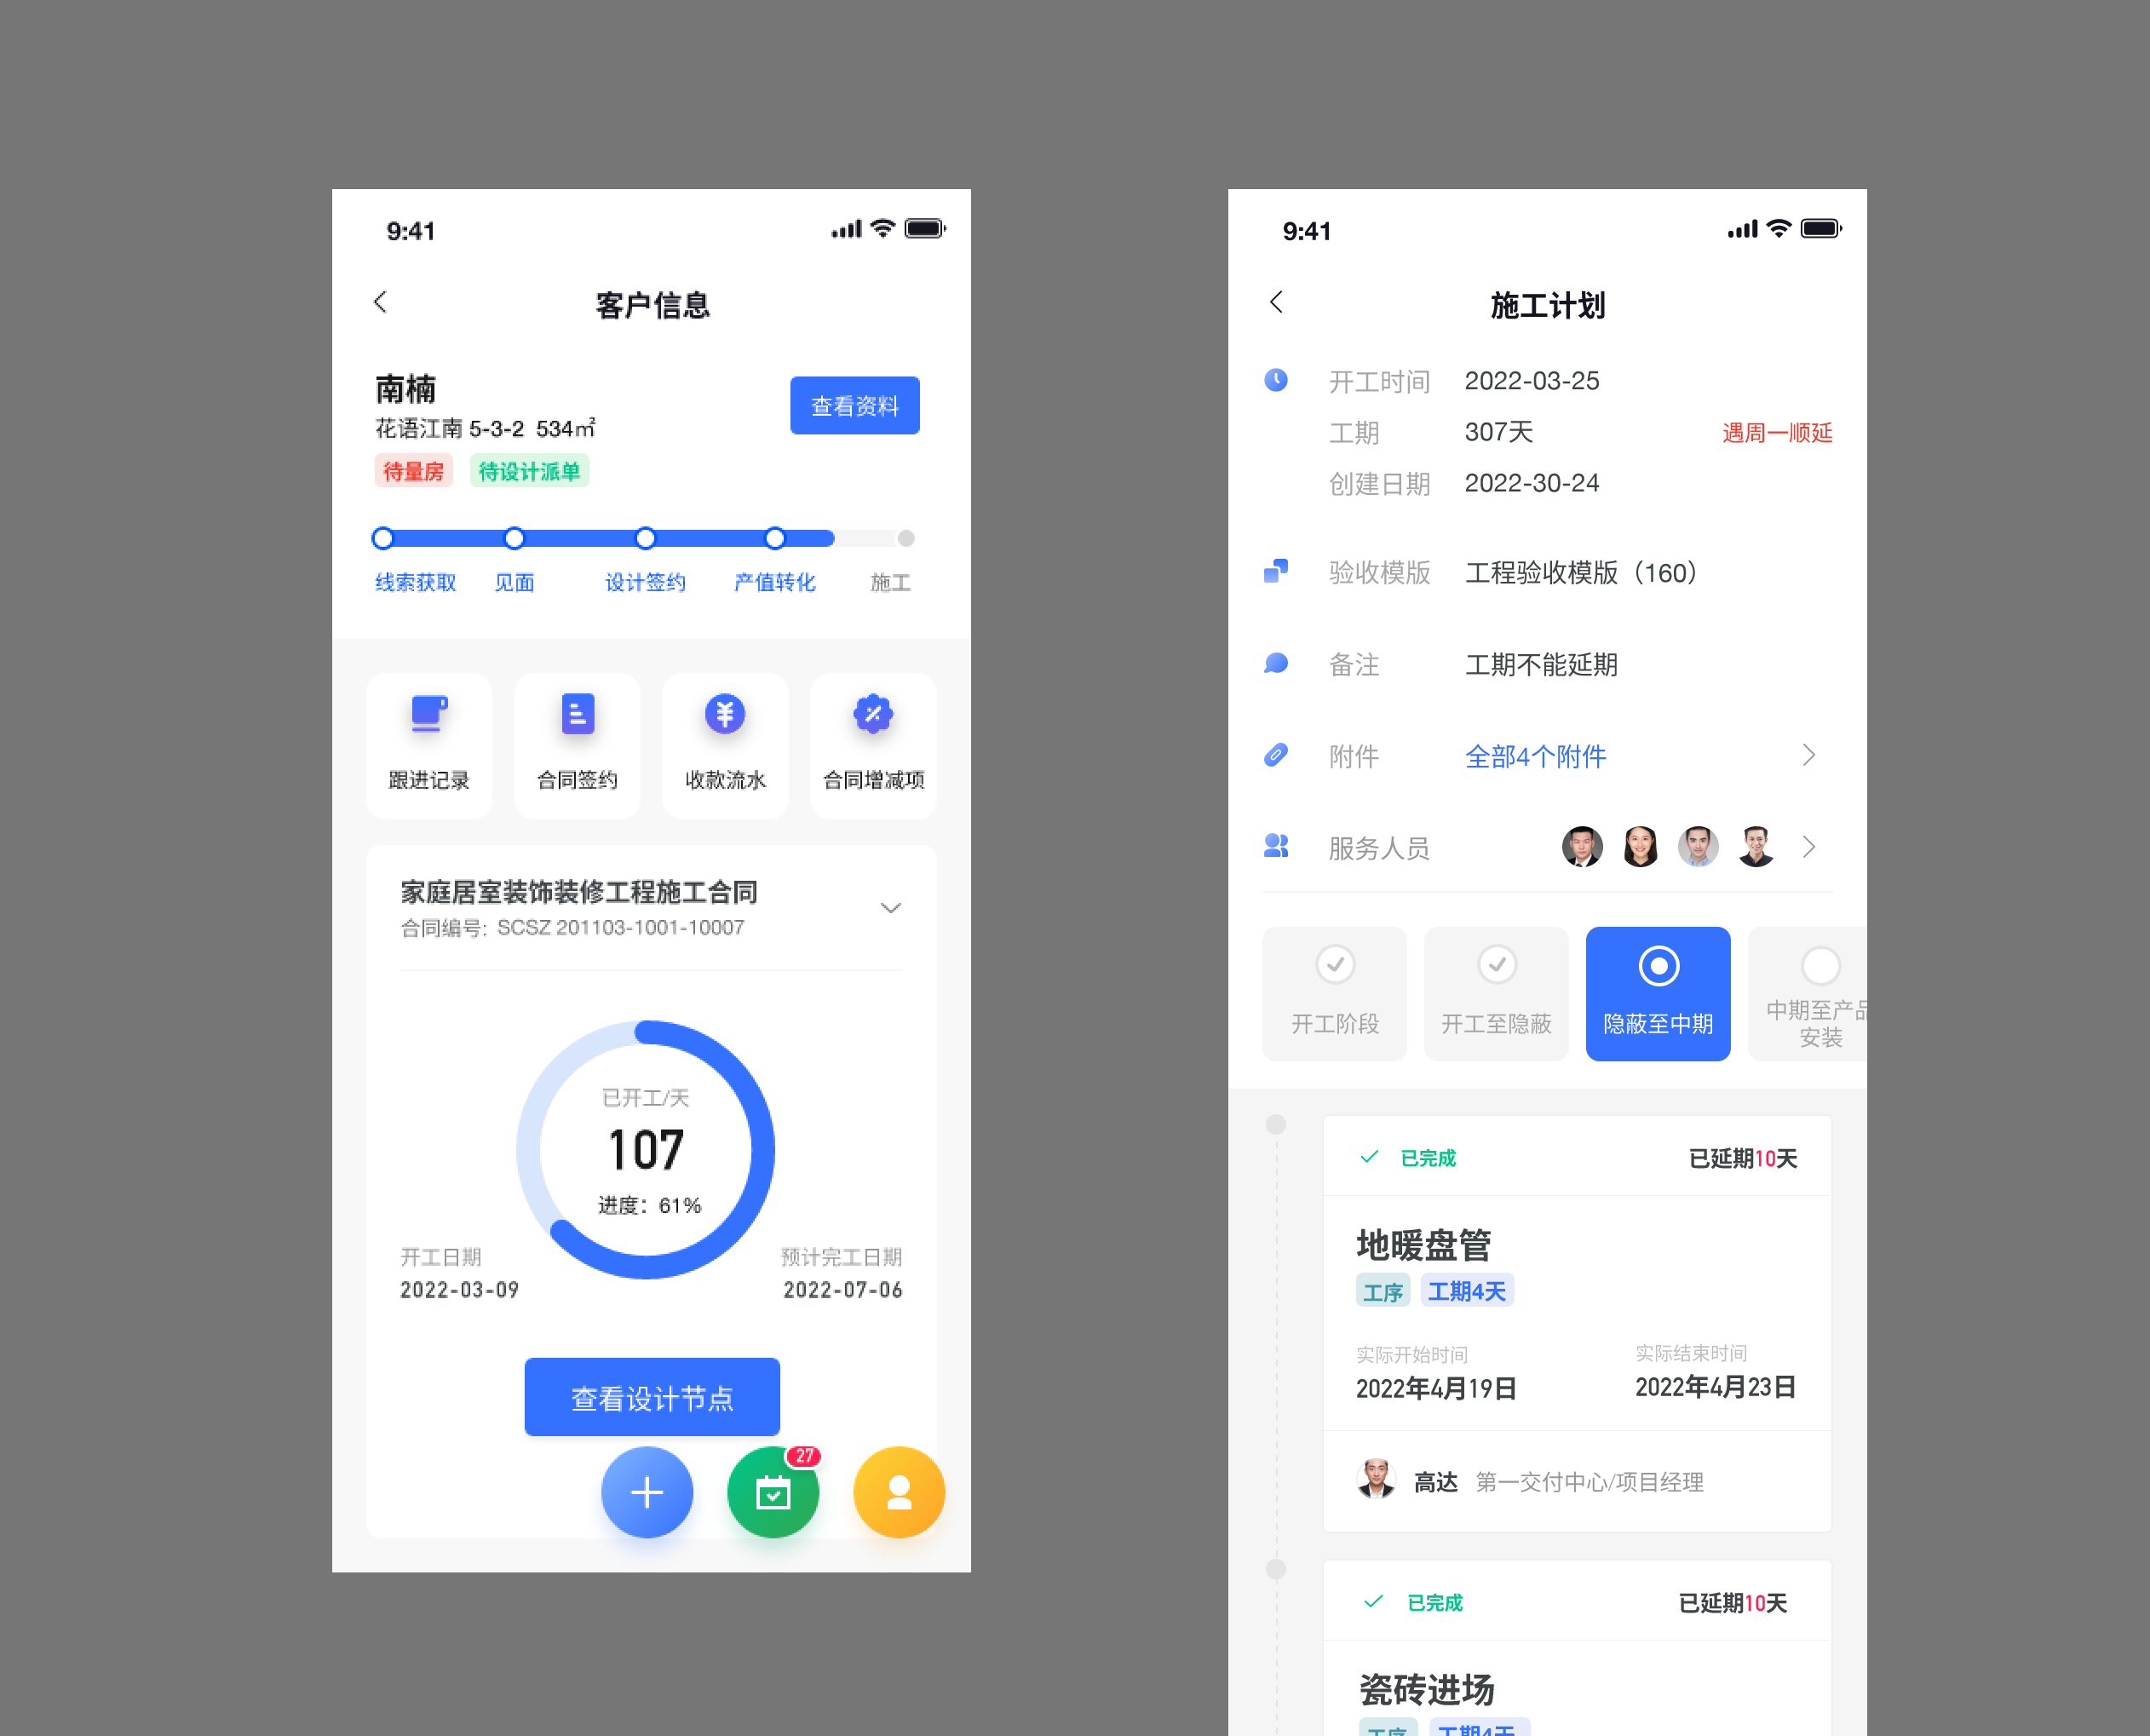 9:41
客户信息
南楠
查看资料
花语江南 5-3-2 534㎡
待量房 待设计派单
线索获取 见面 设计签约 产值转化 施工
跟进记录 合同签约 收款流水 合同增减项
家庭居室装饰装修工程施工合同
合同编号: SCSZ 201103-1001-10007
已开工/天
107
进度: 61%
开工日期 预计完工日期
2022-03-09 2022-07-06
查看设计节点
27
9:41
施工计划
开工时间 2022-03-25
工期 307天 遇周一顺延
创建日期 2022-30-24
验收模版 工程验收模版（160）
备注 工期不能延期
附件 全部4个附件
服务人员
开工阶段 开工至隐蔽 隐蔽至中期 中期至产品
安装
已完成 已延期10天
地暖盘管
工序 工期4天
实际开始时间 实际结束时间
2022年4月19日 2022年4月23日
高达 第一交付中心/项目经理
已完成 已延期10天
瓷砖进场
工序 工期4天